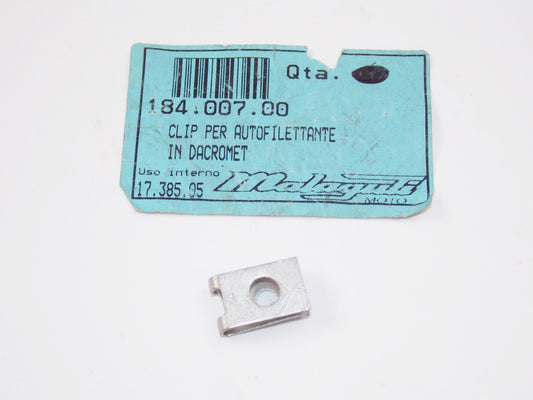 Qta.
184.007.00
CLIP PER AUTOFILETTANTE
IN DACROMET
Uso interno
17.385.05
Malaguti
MOTO